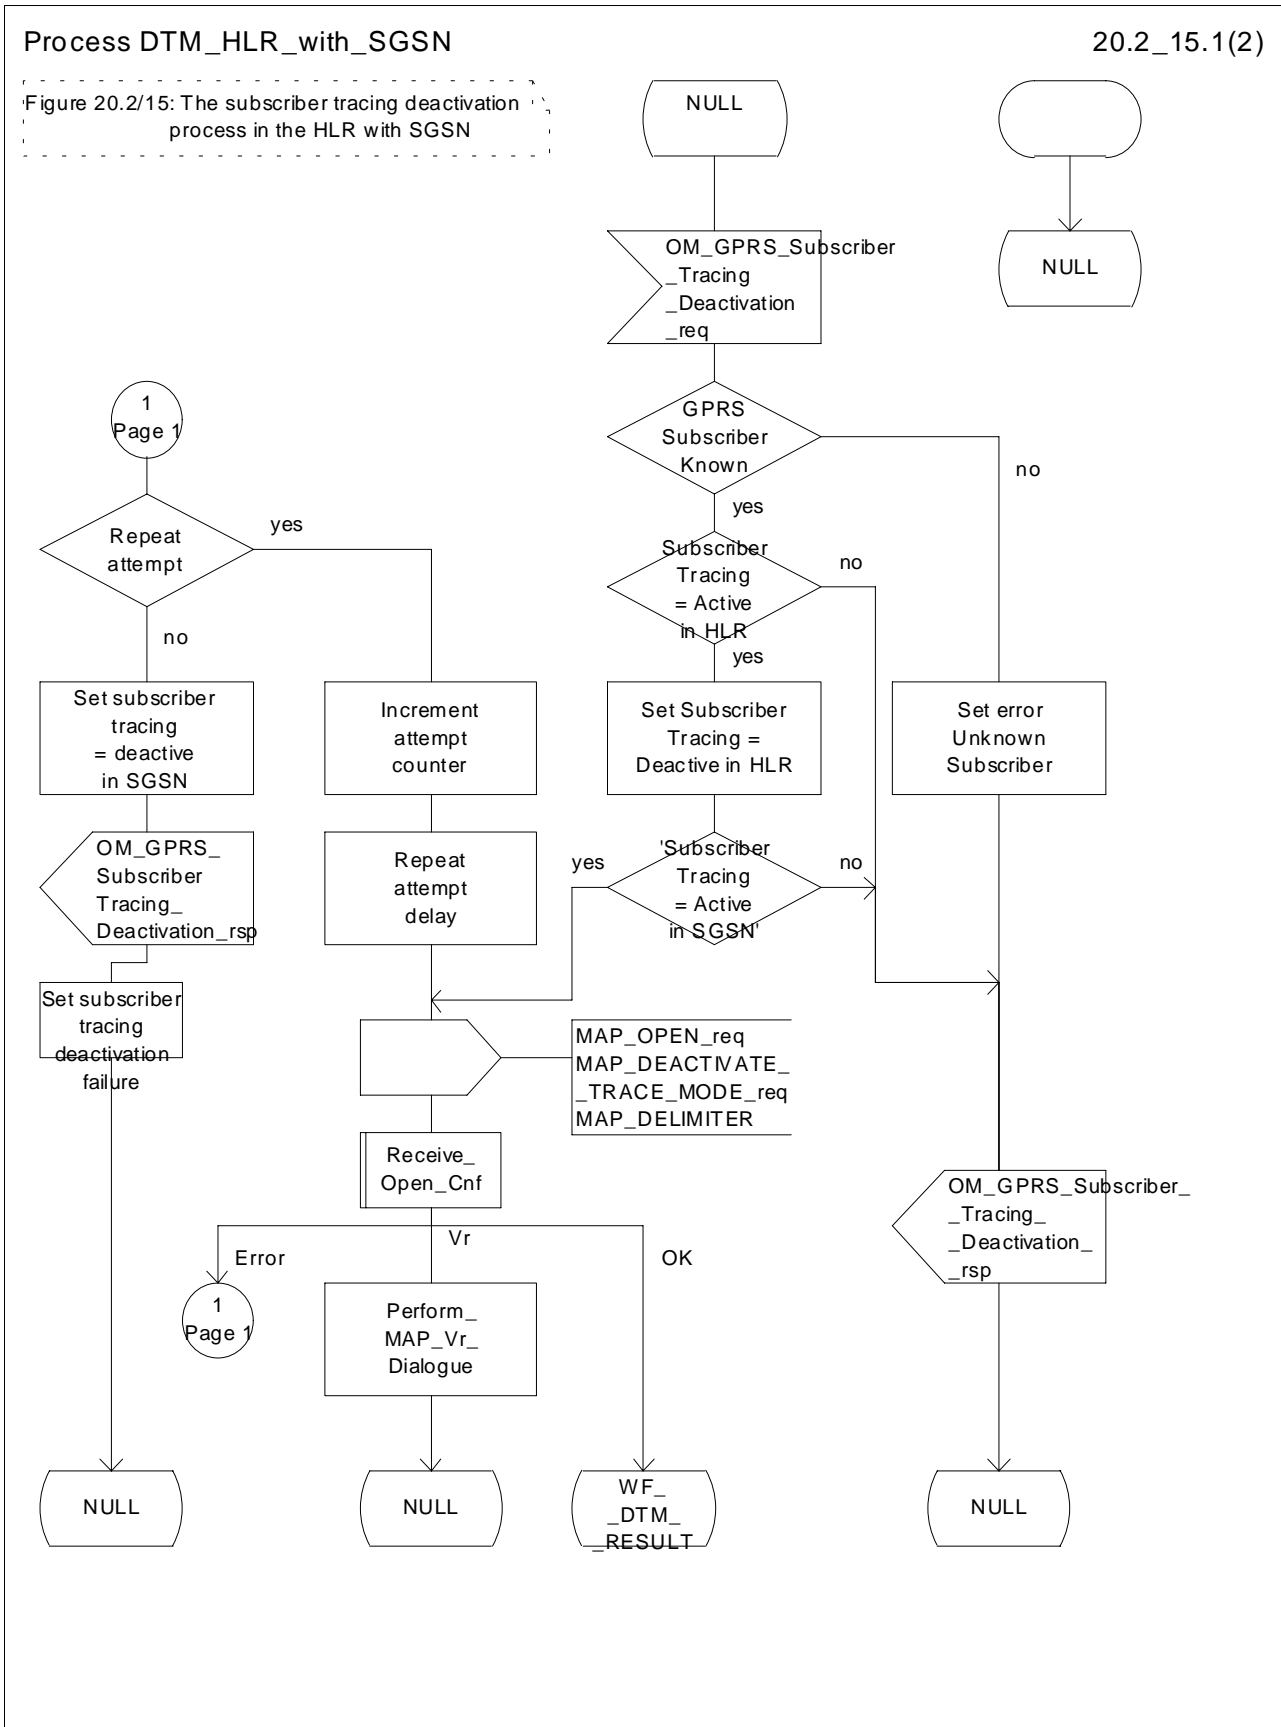 Process DTM_HLR_with_SGSN
20.2_15.1(2)
Figure 20.2/15: The subscriber tracing deactivation
process in the HLR with SGSN
NULL
NULL
OM_GPRS_Subscriber
_Tracing
_Deactivation
_req
1
Page 1
GPRS
Subscriber
Known
no
yes
Repeat
attempt
yes
no
Subscriber
Tracing
= Active
in HLR
no
yes
Set subscriber
tracing
= deactive
in SGSN
Increment
attempt
counter
Set Subscriber
Tracing =
Deactive in HLR
Set error
Unknown
Subscriber
OM_GPRS_
Subscriber
Tracing_
Deactivation_rsp
Repeat
attempt
delay
yes
'Subscriber
Tracing
= Active
in SGSN'
no
Set subscriber
tracing
deactivation
failure
MAP_OPEN_req
MAP_DEACTIVATE_
_TRACE_MODE_req
MAP_DELIMITER
Receive_
Open_Cnf
OM_GPRS_Subscriber_
_Tracing_
_Deactivation_
_rsp
Error
Vr
OK
1
Page 1
Perform_
MAP_Vr_
Dialogue
NULL
NULL
WF_
_DTM_
_RESULT
NULL